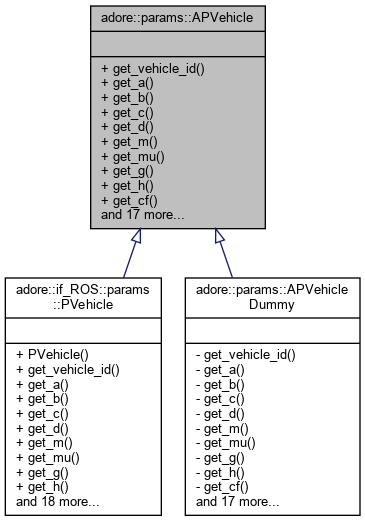 adore::params::APVehicle
+ get_vehicle_id()
+ get_a()
+ get_b()
+ get_c()
+ get_d()
+ get_m()
+ get_mu()
+ get_g()
+ get_h()
+ get_cf()
and 17 more...
adore::if_ROS::params
::PVehicle
+ PVehicle()
+ get_vehicle_id()
+ get_a()
+ get_b()
+ get_c()
+ get_d()
+ get_m()
+ get_mu()
+ get_g()
+ get_h()
and 18 more...
adore::params::APVehicle
Dummy
- get_vehicle_id()
- get_a()
- get_b()
- get_c()
- get_d()
- get_m()
- get_mu()
- get_g()
- get_h()
- get_cf()
and 17 more...